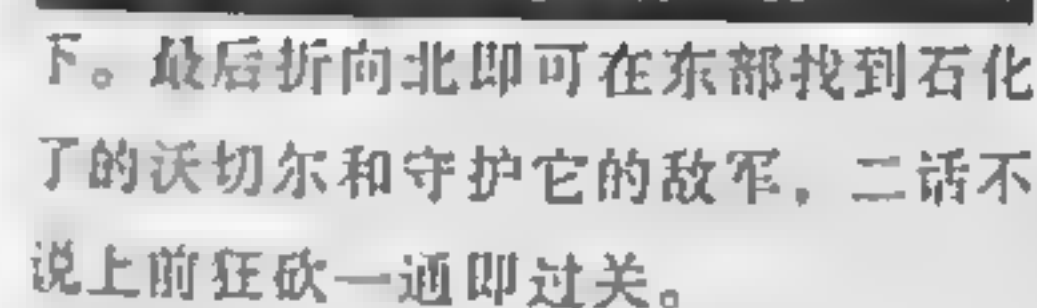 下。最后折向北即可在东部找到石化
了的沃切尔和守护它的敌军，二话不
说上前狂砍一通即过关。